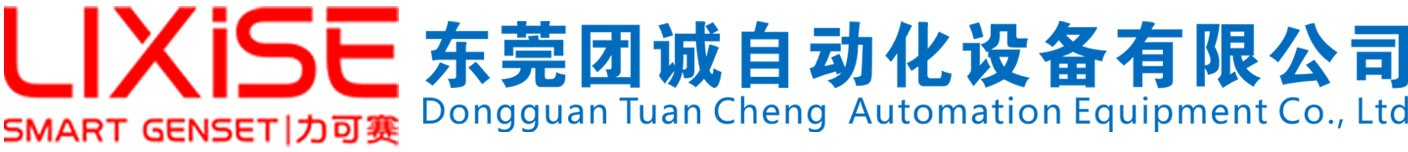 LIXiSE
SMART GENSET|力可赛
东莞团诚自动化设备有限公司
Dongguan Tuan Cheng Automation Equipment Co., Ltd